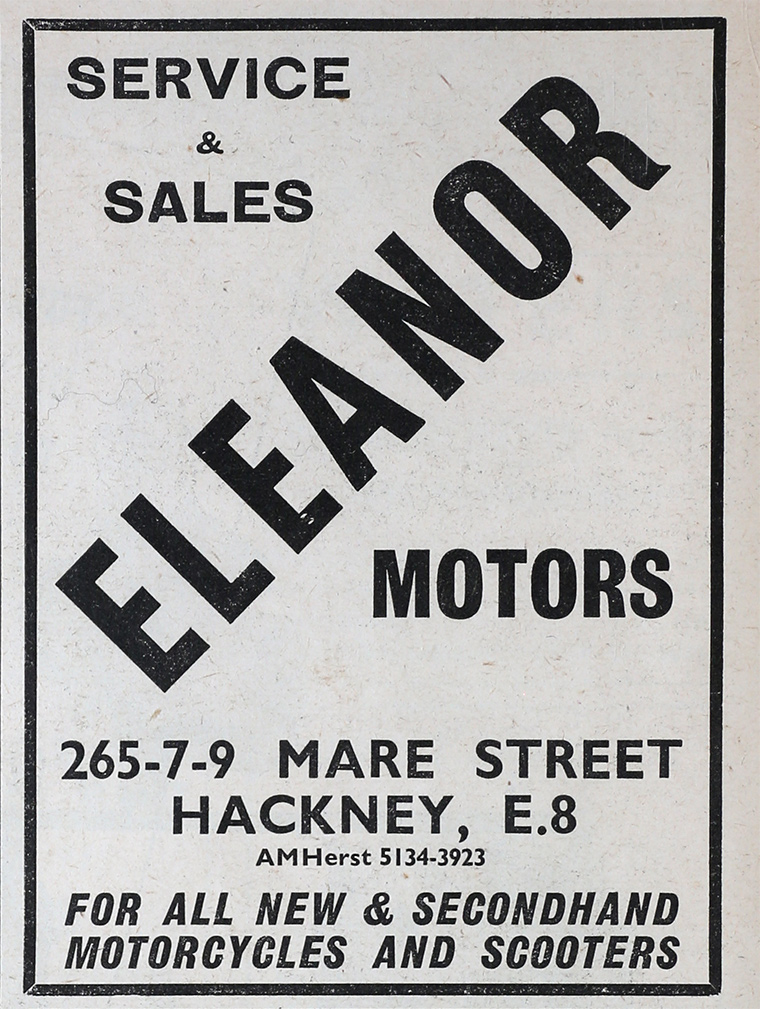 SERVICE
&
SALES
ELEANOR
MOTORS
265-7-9 MARE STREET
HACKNEY, E.8
AMHerst 5134-3923
FOR ALL NEW & SECONDHAND
MOTORCYCLES AND SCOOTERS